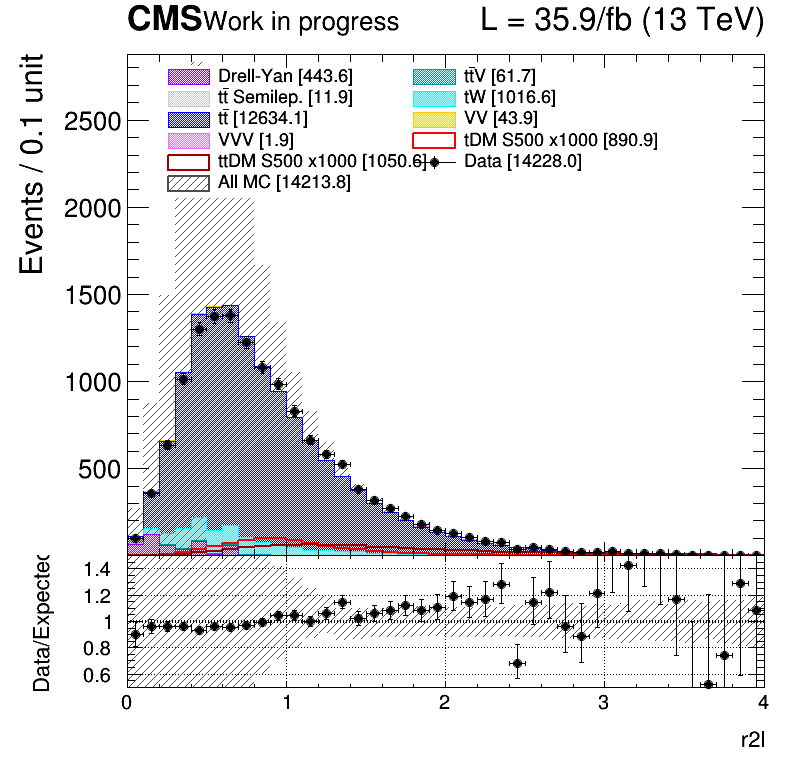 CMS Work in progress L = 35.9/fb (13 TeV)
Events / 0.1 unit
2500
2000
1500
1000
500
Drell-Yan [443.6] tt̄V [61.7]
tt̄ Semilep. [11.9] tW [1016.6]
tt̄ [12634.1] VV [43.9]
VVV [1.9] tDM S500 x1000 [890.9]
ttDM S500 x1000 [1050.6] Data [14228.0]
All MC [14213.8]
Data/Expected
1.4
1.2
1
0.8
0.6
0 1 2 3 4
r2l